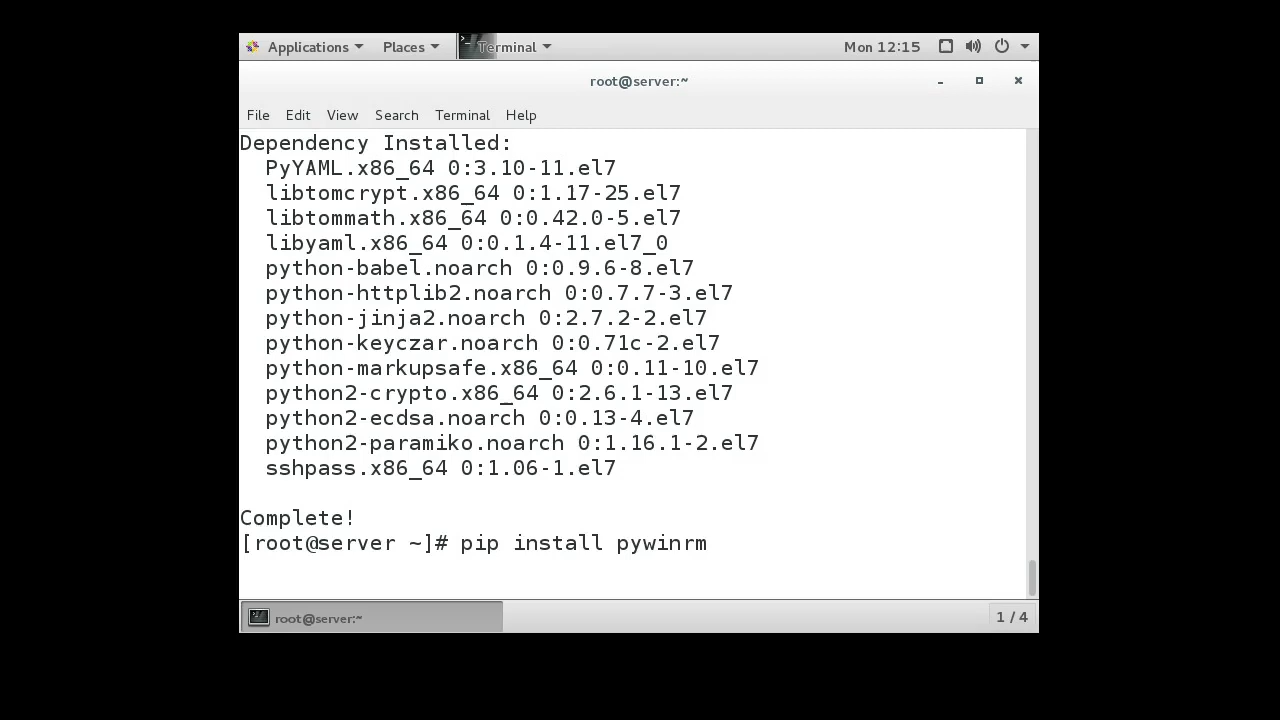 Applications Places Terminal Mon 12:15
root@server:~
File Edit View Search Terminal Help
Dependency Installed:
PyYAML.x86_64 0:3.10-11.el7
libtomcrypt.x86_64 0:1.17-25.el7
libtommath.x86_64 0:0.42.0-5.el7
libyaml.x86_64 0:0.1.4-11.el7_0
python-babel.noarch 0:0.9.6-8.el7
python-httplib2.noarch 0:0.7.7-3.el7
python-jinja2.noarch 0:2.7.2-2.el7
python-keyczar.noarch 0:0.71c-2.el7
python-markupsafe.x86_64 0:0.11-10.el7
python2-crypto.x86_64 0:2.6.1-13.el7
python2-ecdsa.noarch 0:0.13-4.el7
python2-paramiko.noarch 0:1.16.1-2.el7
sshpass.x86_64 0:1.06-1.el7
Complete!
[root@server ~]# pip install pywinrm
root@server:~ 1 / 4